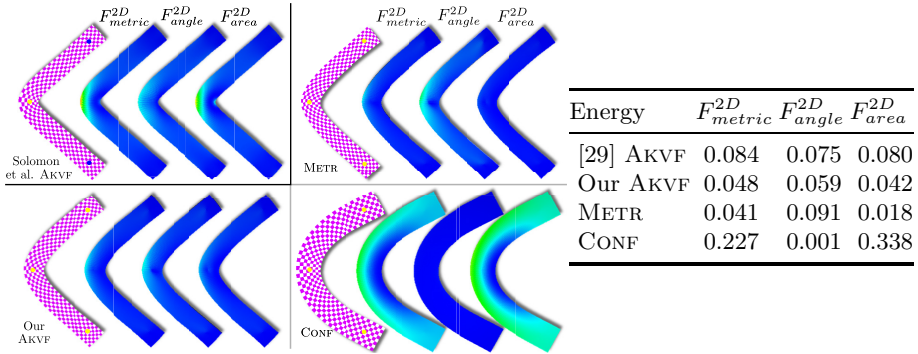 F^{2D}_{metric} F^{2D}_{angle} F^{2D}_{area}
Solomon
et al. AKVF
F^{2D}_{metric} F^{2D}_{angle} F^{2D}_{area}
METR
Our
AKVF
CONF
Energy F^{2D}_{metric} F^{2D}_{angle} F^{2D}_{area}
[29] AKVF 0.084 0.075 0.080
Our AKVF 0.048 0.059 0.042
METR 0.041 0.091 0.018
CONF 0.227 0.001 0.338